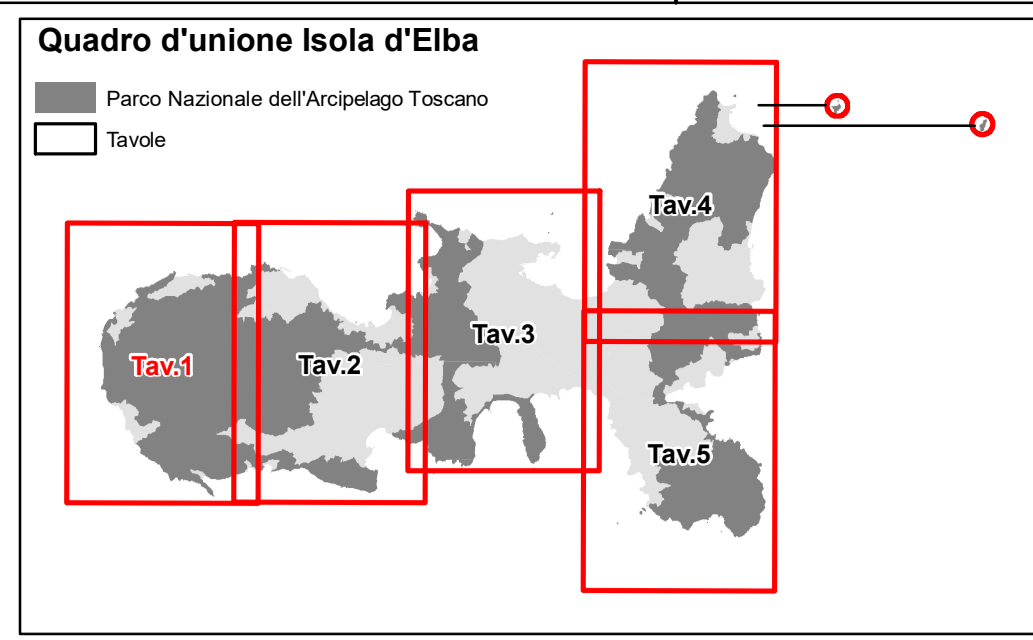 Quadro d'unione Isola d'Elba
Parco Nazionale dell'Arcipelago Toscano
Tavole
Tav.4
Tav.3
Tav.1
Tav.2
Tav.5